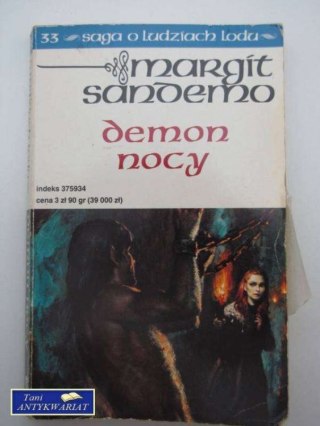 33 saga o ludziach lodu
margit
sandemo
demon
nocy
indeks 375934
cena 3 zł 90 gr (39 000 zł)
Tani
ANTYKWARIAT